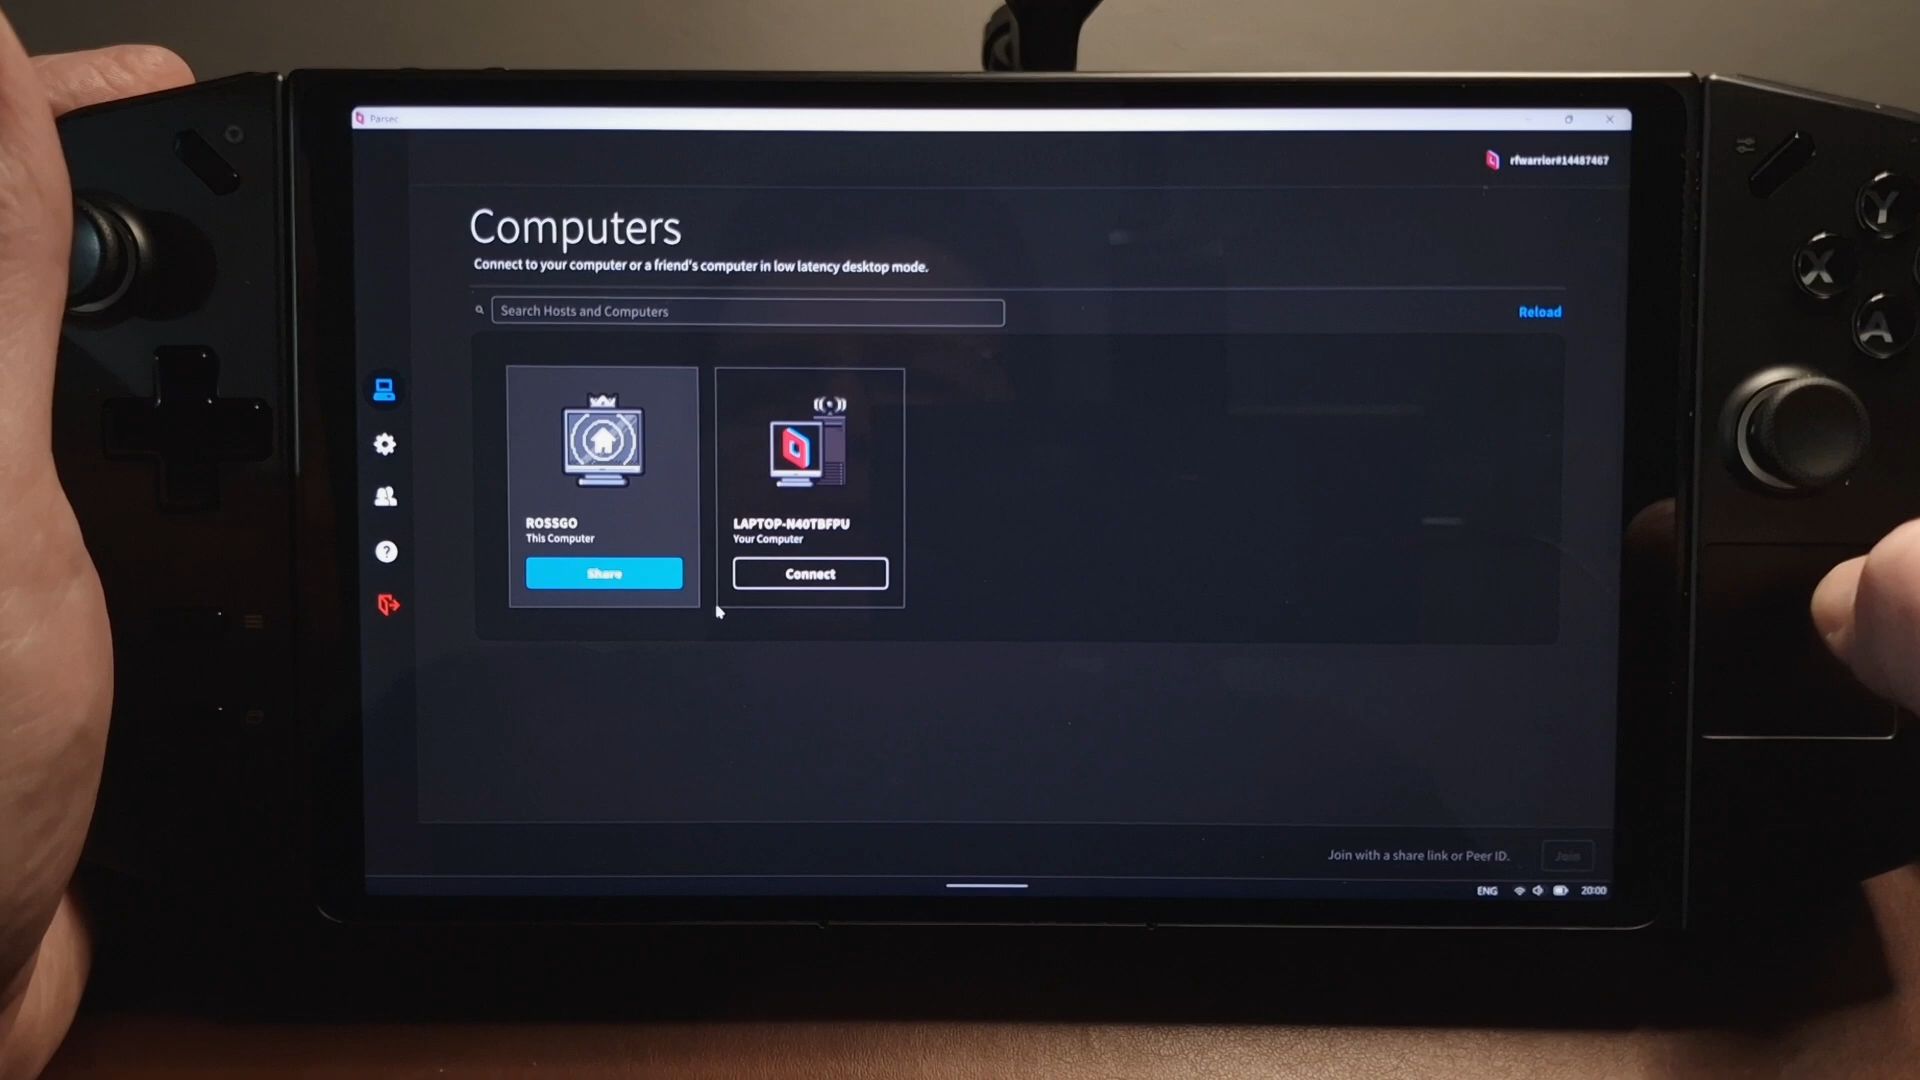 Parsec
rfwarrior#14487467
Computers
Connect to your computer or a friend's computer in low latency desktop mode.
Search Hosts and Computers
Reload
ROSSGO
This Computer
Share
LAPTOP-N40TBFPU
Your Computer
Connect
Join with a share link or Peer ID.
Join
ENG
20:00
Y
X
A
?